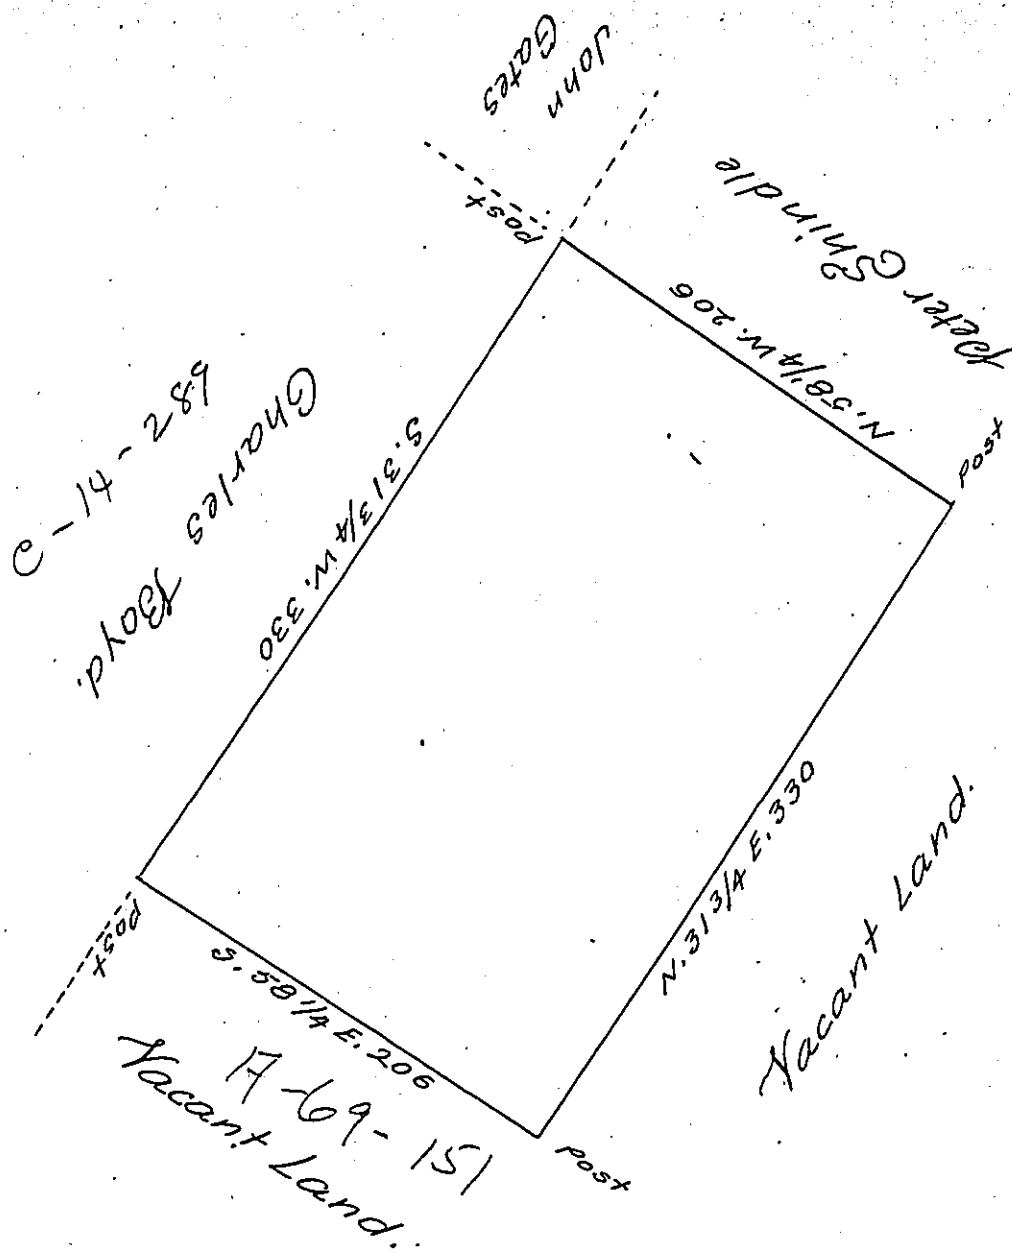 John
Gates
post
Peter Shindle
N. 58 1/4 W. 206
post
C-14-289
Charles
Boyd.
S. 31 3/4 W. 330
N. 31 3/4 E. 330
Vacant Land.
post
S. 58 1/4 E. 206
A-69-151
Vacant Land.
post